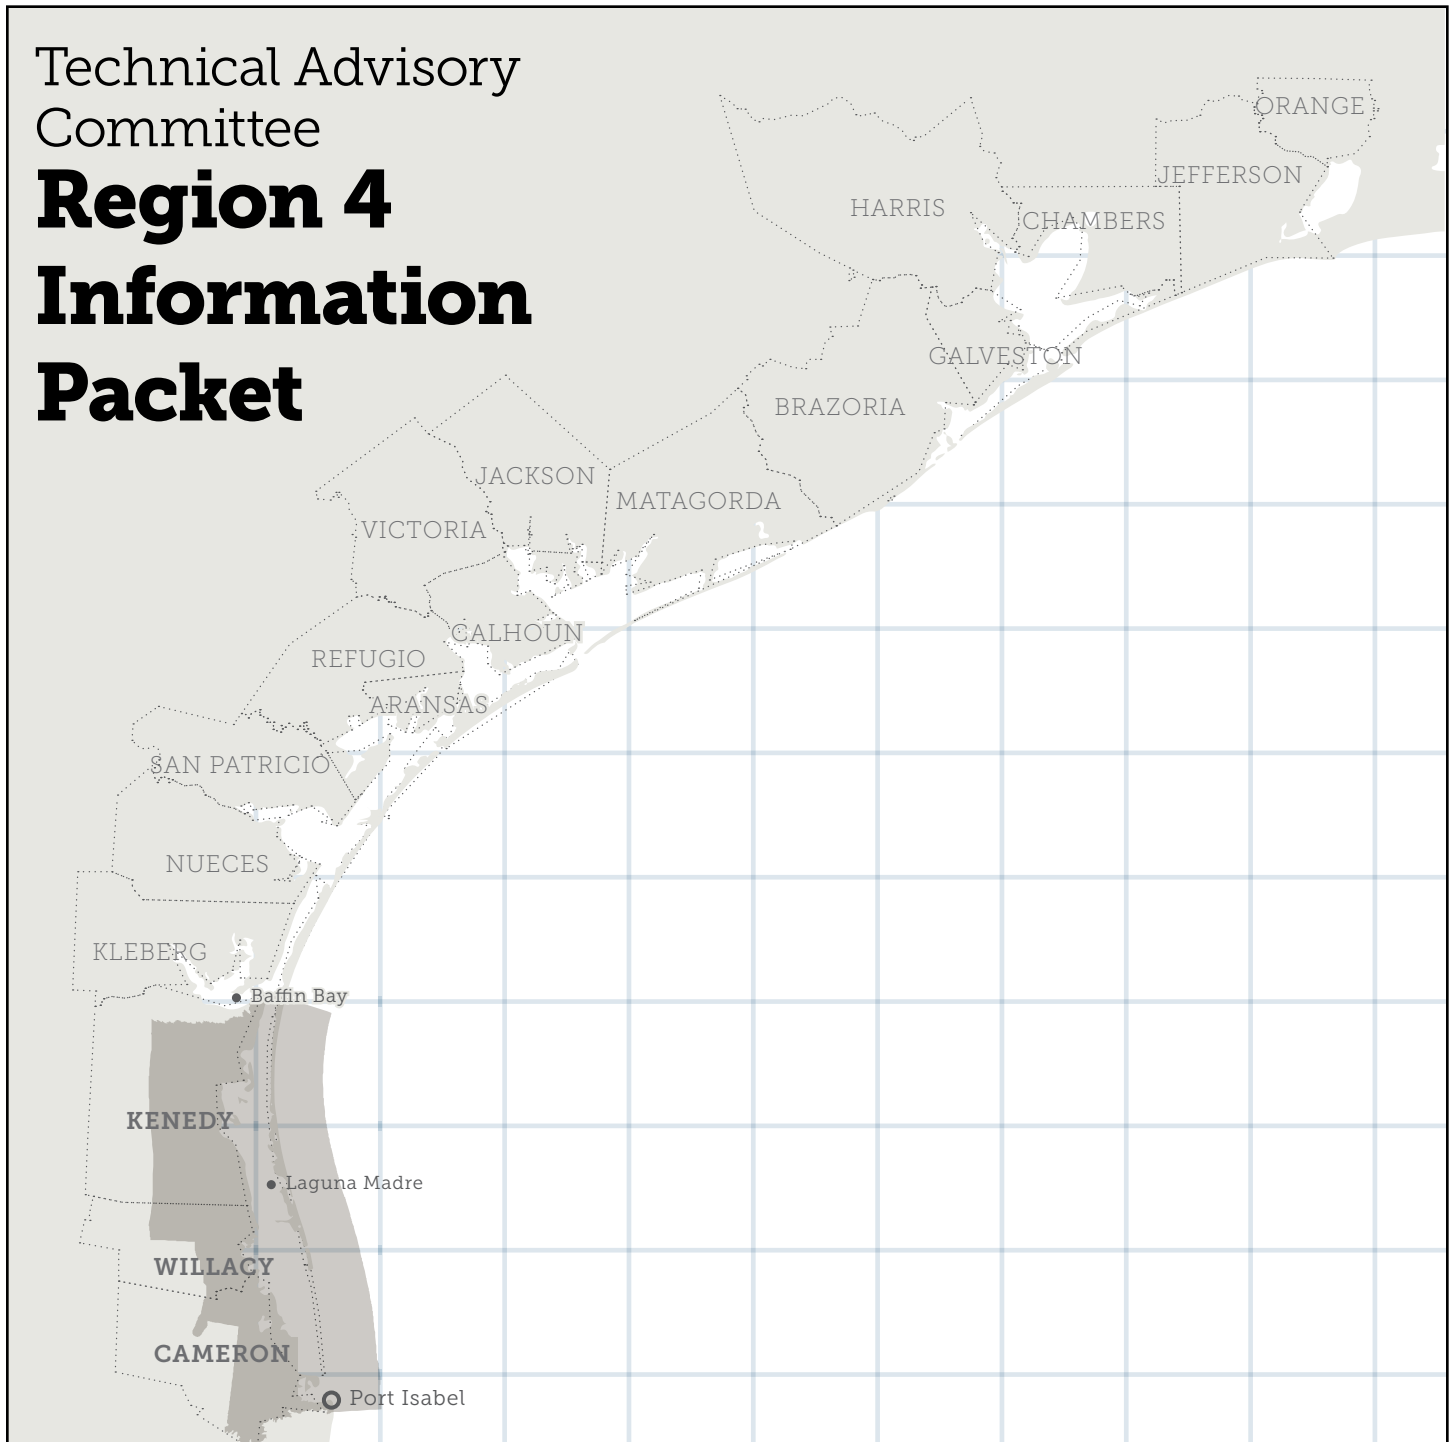 Technical Advisory
Committee
Region 4
Information
Packet
ORANGE
JEFFERSON
HARRIS
CHAMBERS
GALVESTON
BRAZORIA
JACKSON
MATAGORDA
VICTORIA
CALHOUN
REFUGIO
ARANSAS
SAN PATRICIO
NUECES
KLEBERG
Baffin Bay
KENEDY
Laguna Madre
WILLACY
CAMERON
Port Isabel